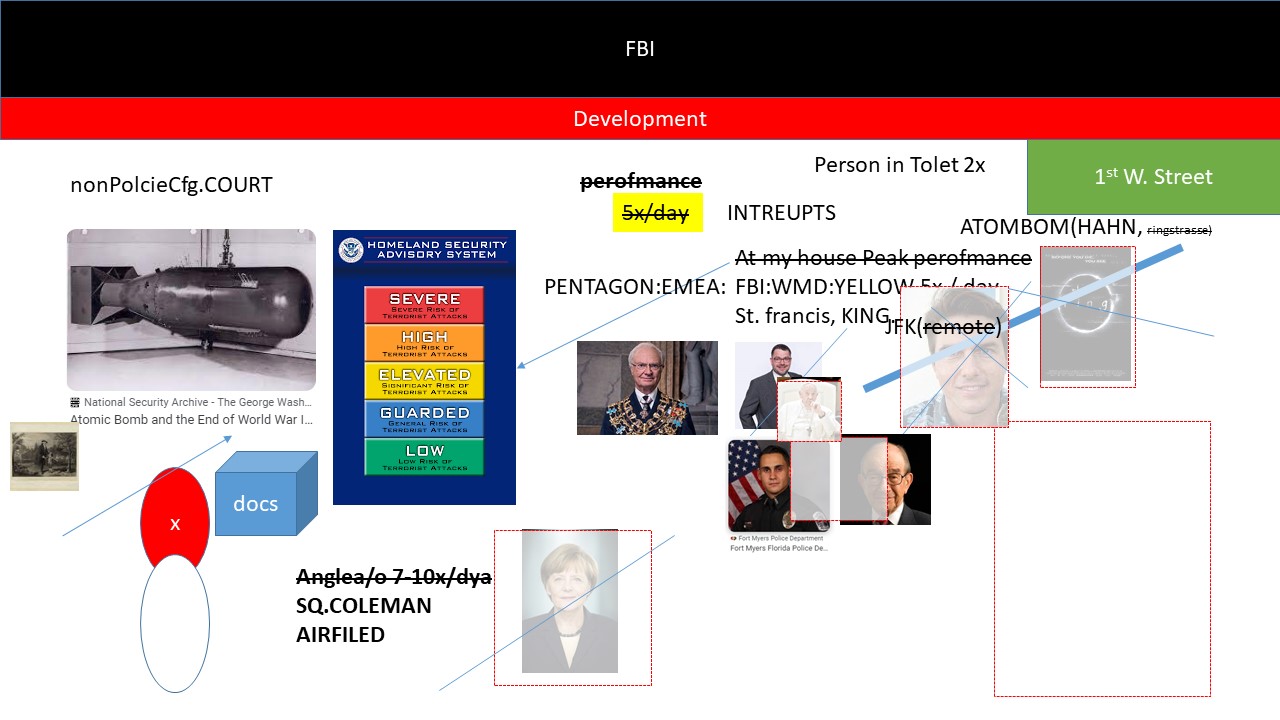 FBI
Development
Person in Tolet 2x
1st W. Street
nonPolcieCfg.COURT
perofmance
5x/day
INTREUPTS
ATOMBOM(HAHN, ringstrasse)
HOMELAND SECURITY
ADVISORY SYSTEM
At my house Peak perofmance
PENTAGON:EMEA: FBI:WMD:YELLOW 5x / day
St. francis, KING,
JFK(remote)
SEVERE
SEVERE RISK OF
TERRORIST ATTACKS
HIGH
HIGH RISK OF
TERRORIST ATTACKS
ELEVATED
SIGNIFICANT RISK OF
TERRORIST ATTACKS
GUARDED
GENERAL RISK OF
TERRORIST ATTACKS
LOW
LOW RISK OF
TERRORIST ATTACKS
National Security Archive - The George Wash...
Atomic Bomb and the End of World War I...
x
docs
Fort Myers Police Department
Fort Myers Florida Police De...
Anglea/o 7-10x/dya
SQ.COLEMAN
AIRFILED